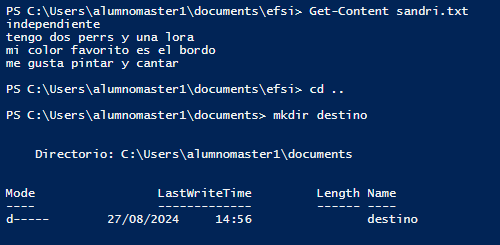 PS C:\Users\alumnomaster1\documents\efsi> Get-Content sandri.txt
independiente
tengo dos perrs y una lora
mi color favorito es el bordo
me gusta pintar y cantar
PS C:\Users\alumnomaster1\documents\efsi> cd ..
PS C:\Users\alumnomaster1\documents> mkdir destino
Directorio: C:\Users\alumnomaster1\documents
Mode LastWriteTime Length Name
---- ------------- ------ ----
d----- 27/08/2024 14:56 destino